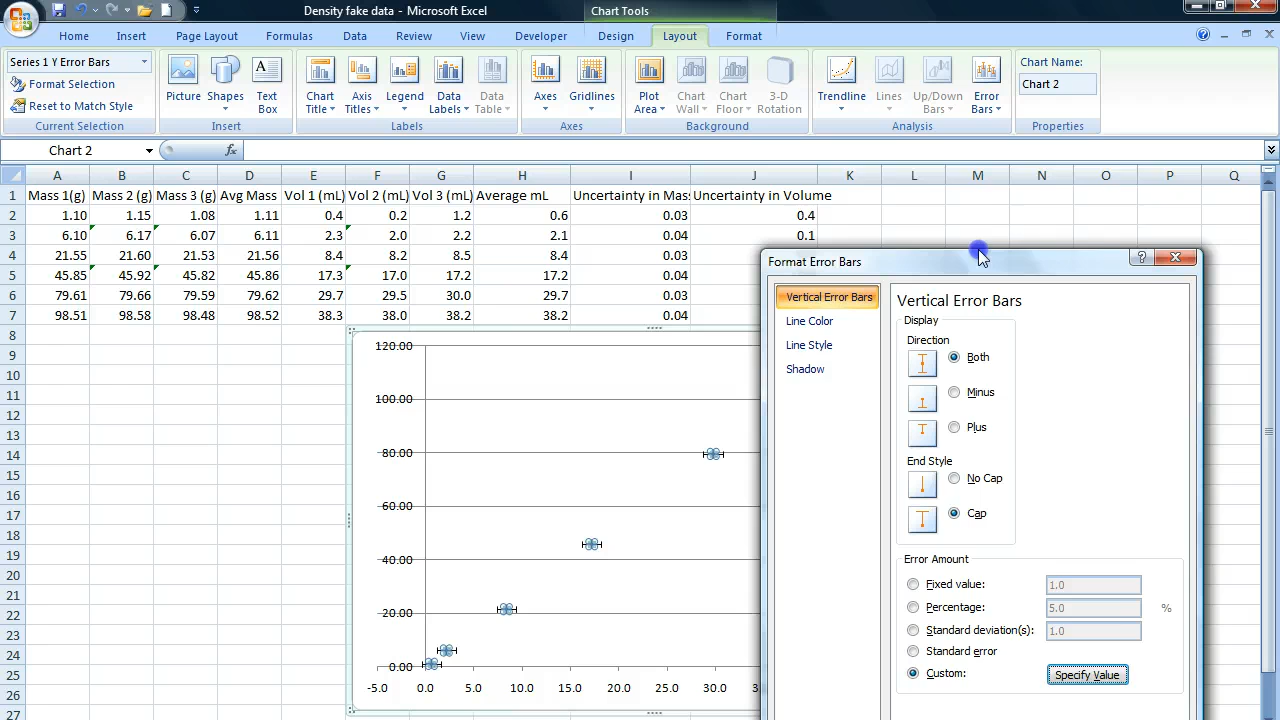 Density fake data - Microsoft Excel
Chart Tools
Home Insert Page Layout Formulas Data Review View Developer Design Layout Format
Series 1 Y Error Bars
Format Selection
Reset to Match Style
Current Selection
Picture Shapes Text Box
Insert
Chart Title Axis Titles Legend Data Labels Data Table
Labels
Axes Gridlines
Axes
Plot Area Chart Wall Chart Floor 3-D Rotation
Background
Trendline Lines Up/Down Bars Error Bars
Analysis
Chart Name:
Chart 2
Properties
Chart 2 fx
A B C D E F G H I J K L M N O P Q
1 Mass 1(g) Mass 2 (g) Mass 3 (g) Avg Mass Vol 1 (mL) Vol 2 (mL) Vol 3 (mL) Average mL Uncertainty in Mas Uncertainty in Volume
2 1.10 1.15 1.08 1.11 0.4 0.2 1.2 0.6 0.03 0.4
3 6.10 6.17 6.07 6.11 2.3 2.0 2.2 2.1 0.04 0.1
4 21.55 21.60 21.53 21.56 8.4 8.2 8.5 8.4 0.03
5 45.85 45.92 45.82 45.86 17.3 17.0 17.2 17.2 0.04
6 79.61 79.66 79.59 79.62 29.7 29.5 30.0 29.7 0.03
7 98.51 98.58 98.48 98.52 38.3 38.0 38.2 38.2 0.04
8
9
10
11
12
13
14
15
16
17
18
19
20
21
22
23
24
25
26
27
120.00
100.00
80.00
60.00
40.00
20.00
0.00
-5.0 0.0 5.0 10.0 15.0 20.0 25.0 30.0 3
Format Error Bars
Vertical Error Bars
Line Color
Line Style
Shadow
Vertical Error Bars
Display
Direction
Both
Minus
Plus
End Style
No Cap
Cap
Error Amount
Fixed value: 1.0
Percentage: 5.0 %
Standard deviation(s): 1.0
Standard error
Custom: Specify Value